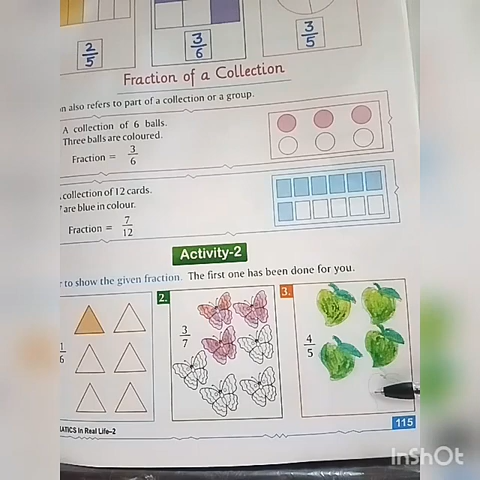 2/5
3/6
3/5
Fraction of a Collection
an also refers to part of a collection or a group.
A collection of 6 balls.
Three balls are coloured.
Fraction = 3/6
collection of 12 cards.
7 are blue in colour.
Fraction = 7/12
Activity-2
r to show the given fraction. The first one has been done for you.
1/6
2.
3/7
3.
4/5
ATICS in Real Life–2
115
InShOt